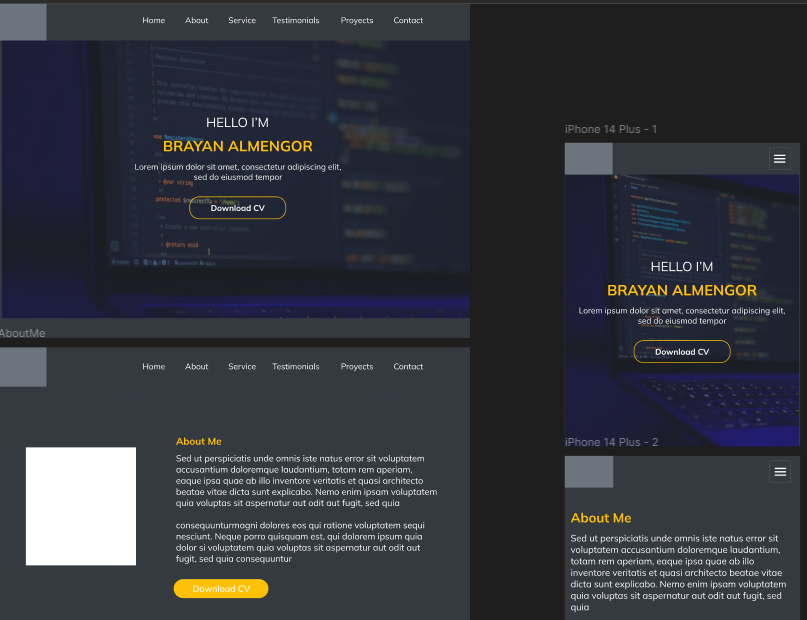 Home About Service Testimonials Proyects Contact
HELLO I'M
BRAYAN ALMENGOR
Lorem ipsum dolor sit amet, consectetur adipiscing elit,
sed do eiusmod tempor
Download CV
AboutMe
Home About Service Testimonials Proyects Contact
About Me
Sed ut perspiciatis unde omnis iste natus error sit voluptatem
accusantium doloremque laudantium, totam rem aperiam,
eaque ipsa quae ab illo inventore veritatis et quasi architecto
beatae vitae dicta sunt explicabo. Nemo enim ipsam voluptatem
quia voluptas sit aspernatur aut odit aut fugit, sed quia
consequunturmagni dolores eos qui ratione voluptatem sequi
nesciunt. Neque porro quisquam est, qui dolorem ipsum quia
dolor si voluptatem quia voluptas sit aspernatur aut odit aut
fugit, sed quia consequuntur
Download CV
iPhone 14 Plus - 1
HELLO I'M
BRAYAN ALMENGOR
Lorem ipsum dolor sit amet, consectetur adipiscing elit,
sed do eiusmod tempor
Download CV
iPhone 14 Plus - 2
About Me
Sed ut perspiciatis unde omnis iste natus error sit
voluptatem accusantium doloremque laudantium,
totam rem aperiam, eaque ipsa quae ab illo
inventore veritatis et quasi architecto beatae vitae
dicta sunt explicabo. Nemo enim ipsam voluptatem
quia voluptas sit aspernatur aut odit aut fugit, sed
quia